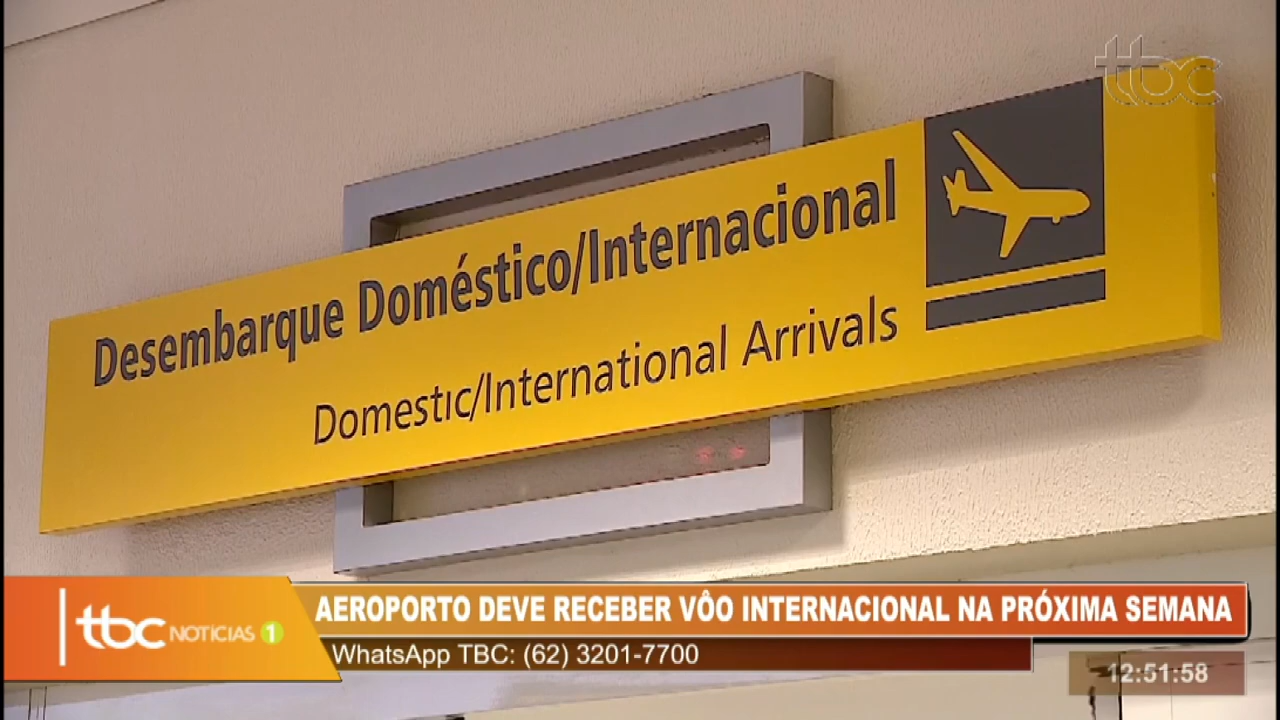 tbc
Desembarque Doméstico/Internacional
Domestic/International Arrivals
AEROPORTO DEVE RECEBER VÔO INTERNACIONAL NA PRÓXIMA SEMANA
tbc NOTÍCIAS 1
WhatsApp TBC: (62) 3201-7700
12:51:58